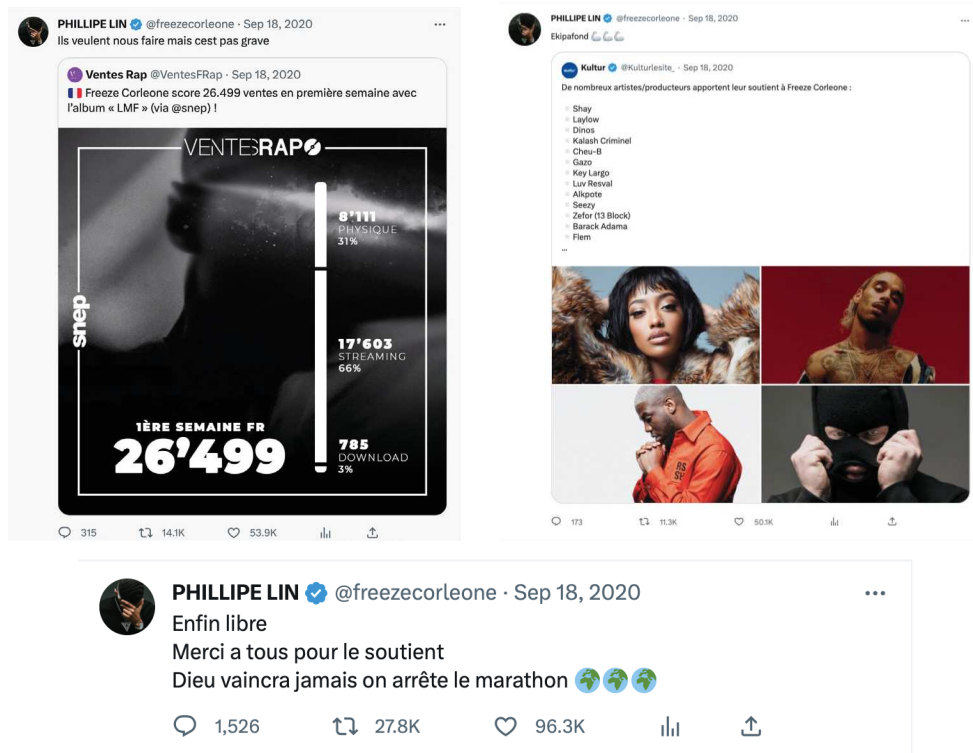 PHILLIPE LIN @freezecorleone · Sep 18, 2020
Ils veulent nous faire mais cest pas grave
Ventes Rap @VentesFRap · Sep 18, 2020
Freeze Corleone score 26.499 ventes en première semaine avec
l'album « LMF » (via @snep) !
VENTESRAP
8'111
PHYSIQUE
31%
snep
17'603
STREAMING
66%
1ÈRE SEMAINE FR
26'499
785
DOWNLOAD
3%
315 14.1K 53.9K
PHILLIPE LIN @freezecorleone · Sep 18, 2020
Ekipafond
Kultur @Kulturlesite_ · Sep 18, 2020
De nombreux artistes/producteurs apportent leur soutient à Freeze Corleone :
Shay
Laylow
Dinos
Kalash Criminel
Cheu-B
Gazo
Key Largo
Luv Resval
Alkpote
Seezy
Zefor (13 Block)
Barack Adama
Flem
...
173 11.3K 50.1K
PHILLIPE LIN @freezecorleone · Sep 18, 2020
Enfin libre
Merci a tous pour le soutient
Dieu vaincra jamais on arrête le marathon
1,526 27.8K 96.3K